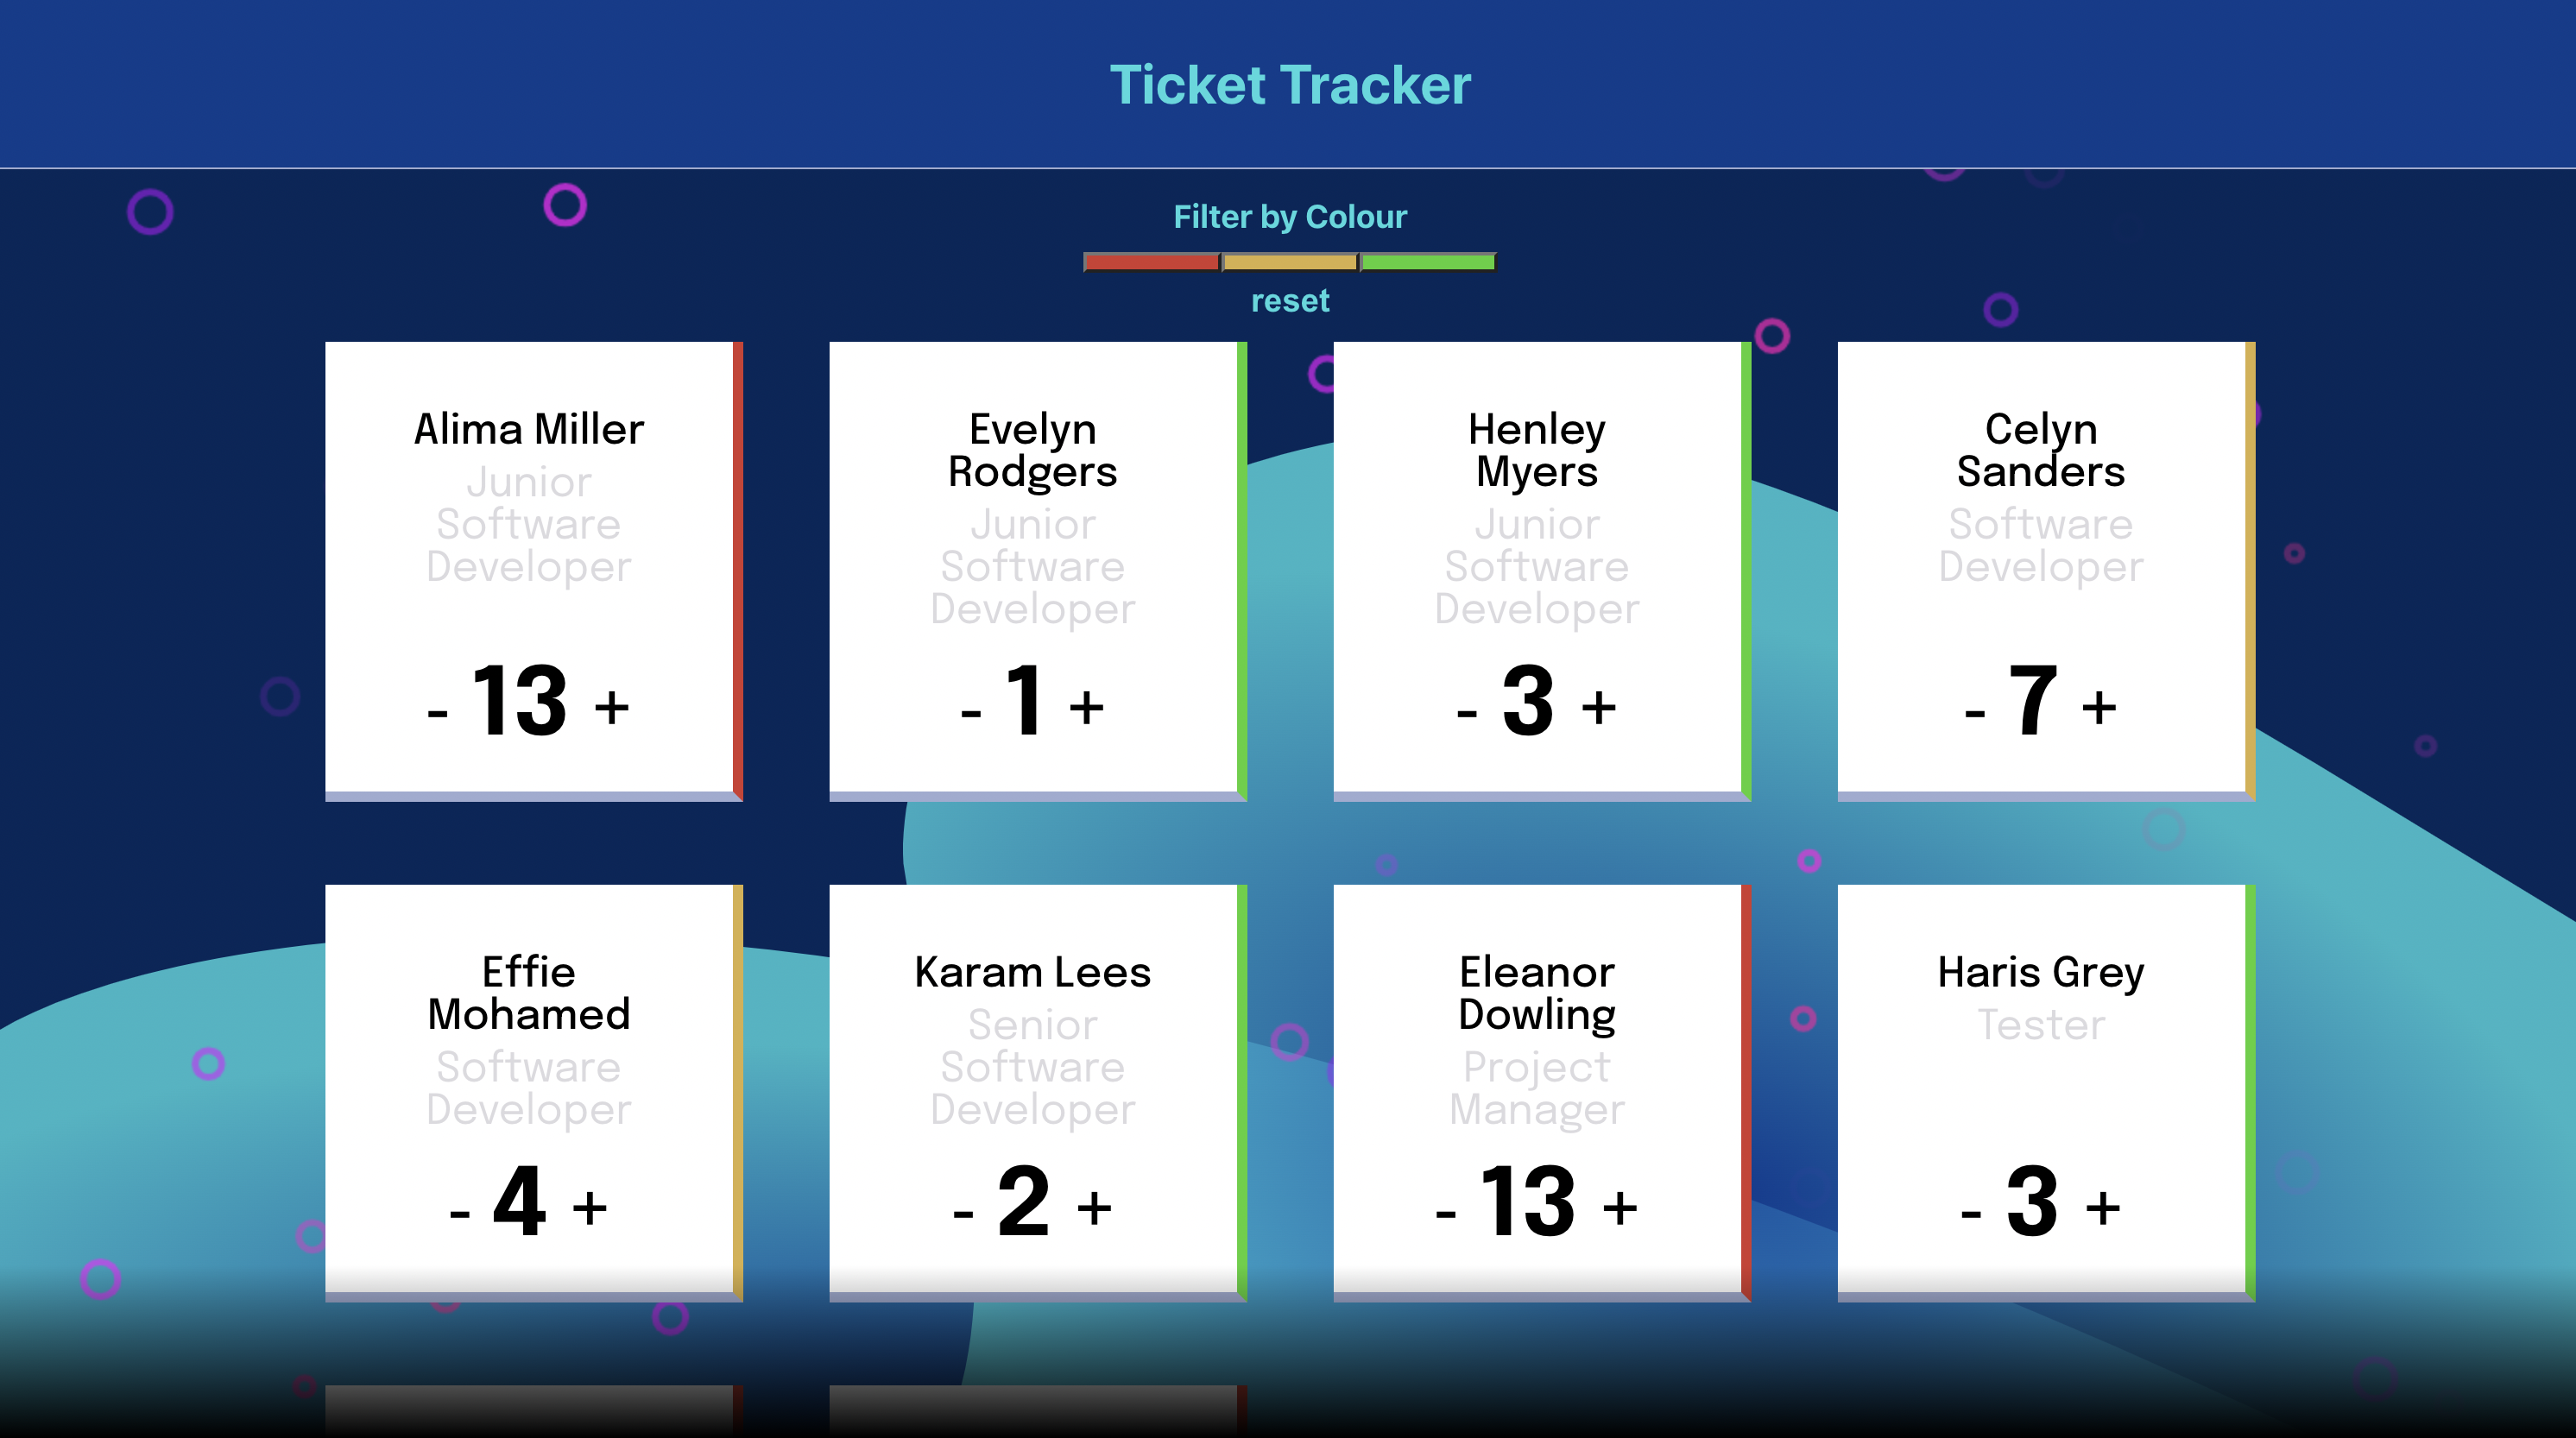 Ticket Tracker
Filter by Colour
reset
Alima Miller
Junior
Software
Developer
- 13 +
Evelyn
Rodgers
Junior
Software
Developer
- 1 +
Henley
Myers
Junior
Software
Developer
- 3 +
Celyn
Sanders
Software
Developer
- 7 +
Effie
Mohamed
Software
Developer
- 4 +
Karam Lees
Senior
Software
Developer
- 2 +
Eleanor
Dowling
Project
Manager
- 13 +
Haris Grey
Tester
- 3 +